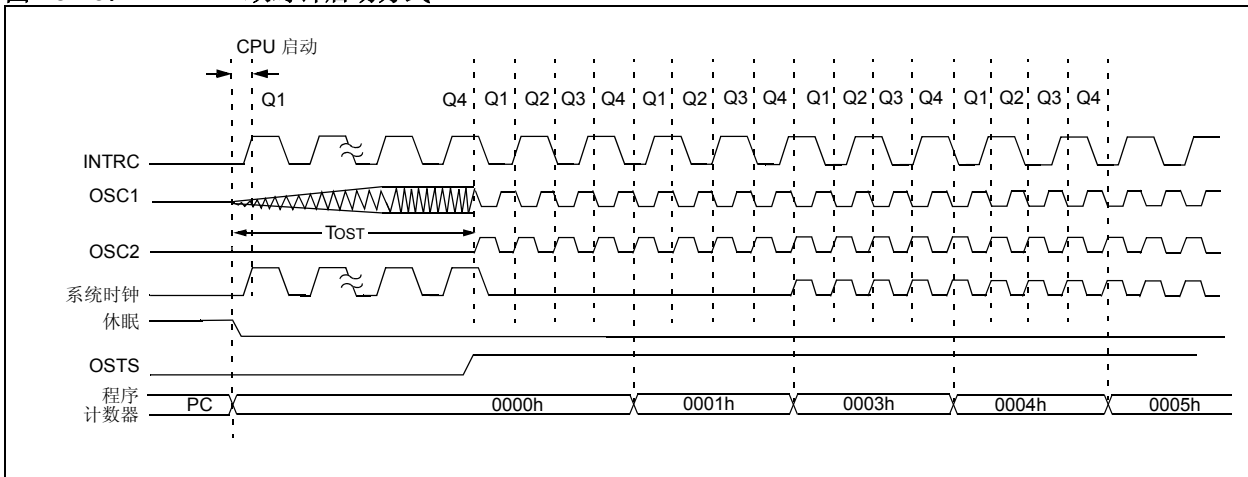 CPU 启动
Q1 Q4 Q1 Q2 Q3 Q4 Q1 Q2 Q3 Q4 Q1 Q2 Q3 Q4 Q1 Q2 Q3 Q4
INTRC
OSC1
TOST
OSC2
系统时钟
休眠
OSTS
程序
计数器
PC 0000h 0001h 0003h 0004h 0005h